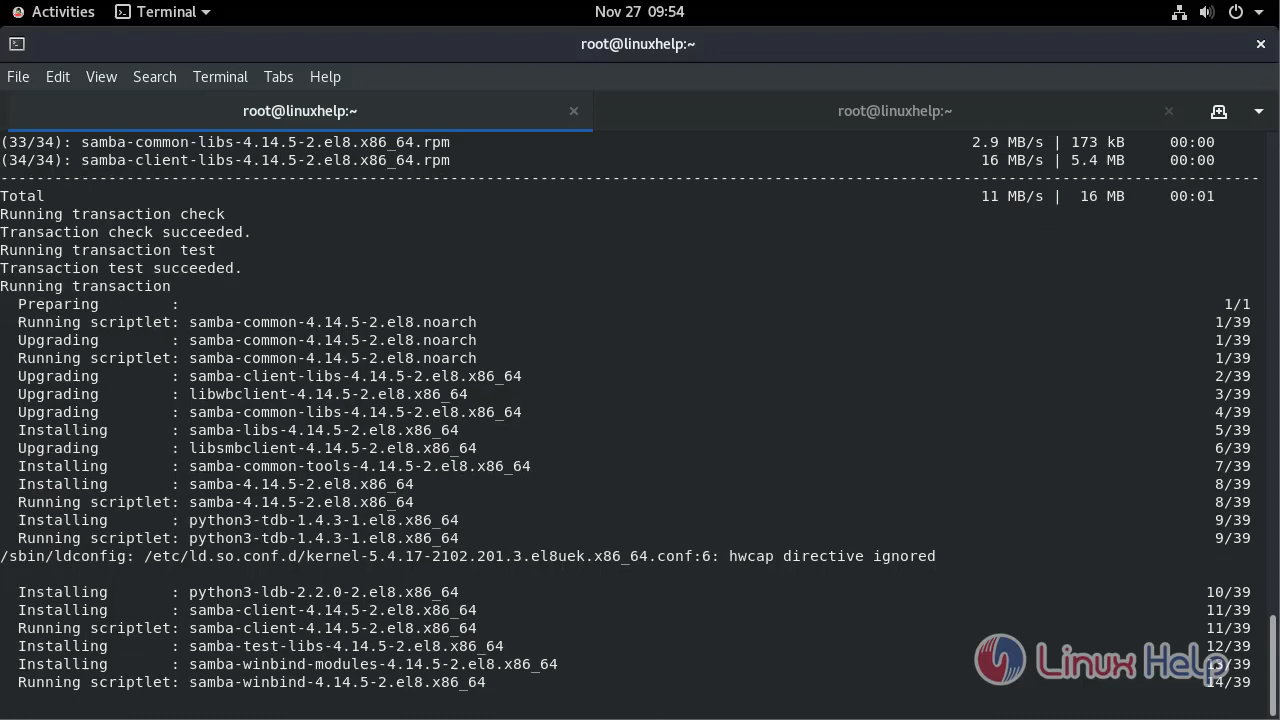 Activities Terminal Nov 27 09:54
root@linuxhelp:~
File Edit View Search Terminal Tabs Help
root@linuxhelp:~ root@linuxhelp:~
(33/34): samba-common-libs-4.14.5-2.el8.x86_64.rpm 2.9 MB/s | 173 kB 00:00
(34/34): samba-client-libs-4.14.5-2.el8.x86_64.rpm 16 MB/s | 5.4 MB 00:00
--------------------------------------------------------------------------------------------------------------------------------------------
Total 11 MB/s | 16 MB 00:01
Running transaction check
Transaction check succeeded.
Running transaction test
Transaction test succeeded.
Running transaction
Preparing : 1/1
Running scriptlet: samba-common-4.14.5-2.el8.noarch 1/39
Upgrading : samba-common-4.14.5-2.el8.noarch 1/39
Running scriptlet: samba-common-4.14.5-2.el8.noarch 1/39
Upgrading : samba-client-libs-4.14.5-2.el8.x86_64 2/39
Upgrading : libwbclient-4.14.5-2.el8.x86_64 3/39
Upgrading : samba-common-libs-4.14.5-2.el8.x86_64 4/39
Installing : samba-libs-4.14.5-2.el8.x86_64 5/39
Upgrading : libsmbclient-4.14.5-2.el8.x86_64 6/39
Installing : samba-common-tools-4.14.5-2.el8.x86_64 7/39
Installing : samba-4.14.5-2.el8.x86_64 8/39
Running scriptlet: samba-4.14.5-2.el8.x86_64 8/39
Installing : python3-tdb-1.4.3-1.el8.x86_64 9/39
Running scriptlet: python3-tdb-1.4.3-1.el8.x86_64 9/39
/sbin/ldconfig: /etc/ld.so.conf.d/kernel-5.4.17-2102.201.3.el8uek.x86_64.conf:6: hwcap directive ignored
Installing : python3-ldb-2.2.0-2.el8.x86_64 10/39
Installing : samba-client-4.14.5-2.el8.x86_64 11/39
Running scriptlet: samba-client-4.14.5-2.el8.x86_64 11/39
Installing : samba-test-libs-4.14.5-2.el8.x86_64 12/39
Installing : samba-winbind-modules-4.14.5-2.el8.x86_64 13/39
Running scriptlet: samba-winbind-4.14.5-2.el8.x86_64 14/39
Linux Help